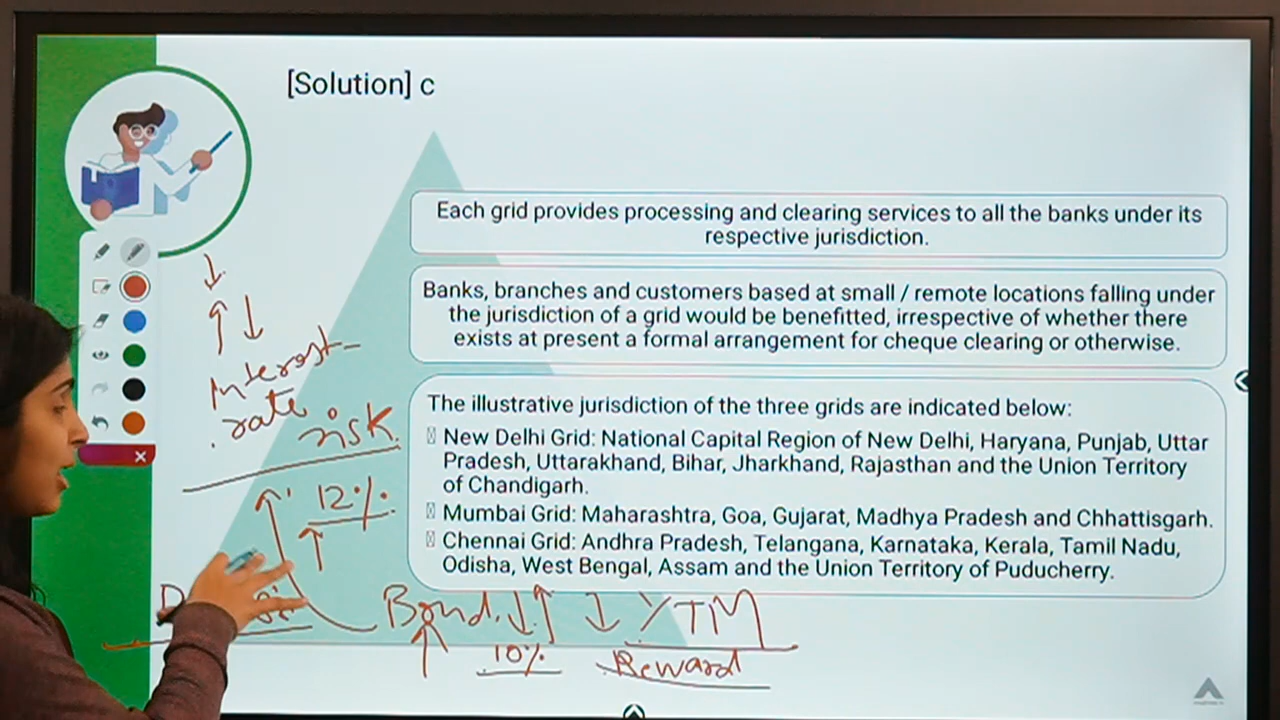 [Solution] c
Each grid provides processing and clearing services to all the banks under its
respective jurisdiction.
Banks, branches and customers based at small / remote locations falling under
the jurisdiction of a grid would be benefitted, irrespective of whether there
exists at present a formal arrangement for cheque clearing or otherwise.
The illustrative jurisdiction of the three grids are indicated below:
New Delhi Grid: National Capital Region of New Delhi, Haryana, Punjab, Uttar
Pradesh, Uttarakhand, Bihar, Jharkhand, Rajasthan and the Union Territory
of Chandigarh.
Mumbai Grid: Maharashtra, Goa, Gujarat, Madhya Pradesh and Chhattisgarh.
Chennai Grid: Andhra Pradesh, Telangana, Karnataka, Kerala, Tamil Nadu,
Odisha, West Bengal, Assam and the Union Territory of Puducherry.
↓
↑ ↓
Interest
rate
risk.
↑ 12%
↑
Bond ↓ ↑ ↓ YTM
↑ 10% Reward